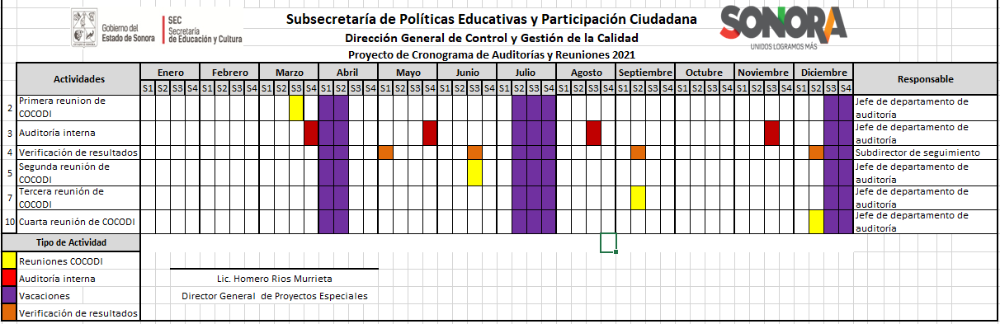 Gobierno del
Estado de Sonora
SEC
Secretaría
de Educación y Cultura
Subsecretaría de Políticas Educativas y Participación Ciudadana
Dirección General de Control y Gestión de la Calidad
Proyecto de Cronograma de Auditorías y Reuniones 2021
SONORA
UNIDOS LOGRAMOS MÁS
Actividades Enero Febrero Marzo Abril Mayo Junio Julio Agosto Septiembre Octubre Noviembre Diciembre Responsable
S1 S2 S3 S4 S1 S2 S3 S4 S1 S2 S3 S4 S1 S2 S3 S4 S1 S2 S3 S4 S1 S2 S3 S4 S1 S2 S3 S4 S1 S2 S3 S4 S1 S2 S3 S4 S1 S2 S3 S4 S1 S2 S3 S4 S1 S2 S3 S4
2 Primera reunion de COCODI Jefe de departamento de auditoría
3 Auditoría interna Jefe de departamento de auditoría
4 Verificación de resultados Subdirector de seguimiento
5 Segunda reunión de COCODI Jefe de departamento de auditoría
7 Tercera reunión de COCODI Jefe de departamento de auditoría
10 Cuarta reunión de COCODI Jefe de departamento de auditoría
Tipo de Actividad
Reuniones COCODI
Auditoría interna
Vacaciones
Verificación de resultados
Lic. Homero Rios Murrieta
Director General de Proyectos Especiales